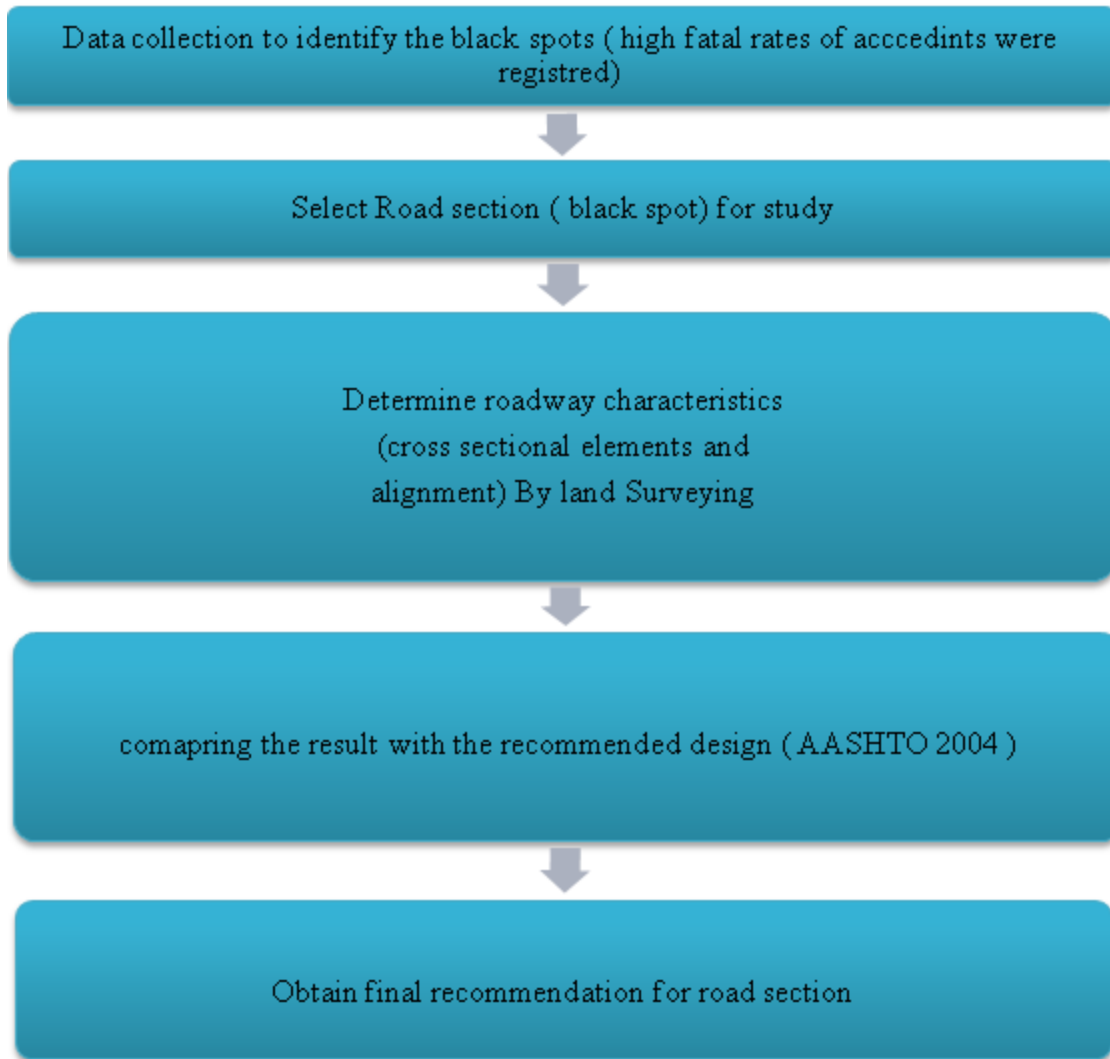 Data collection to identify the black spots ( high fatal rates of acccedints were
registred)
Select Road section ( black spot) for study
Determine roadway characteristics
(cross sectional elements and
alignment) By land Surveying
comapring the result with the recommended design ( AASHTO 2004 )
Obtain final recommendation for road section